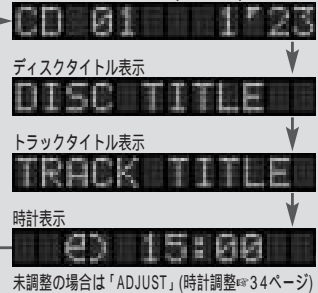 CD 01 1'23
ディスクタイトル表示
DISC TITLE
トラックタイトル表示
TRACK TITLE
時計表示
15:00
未調整の場合は「ADJUST」(時計調整☞34ページ)